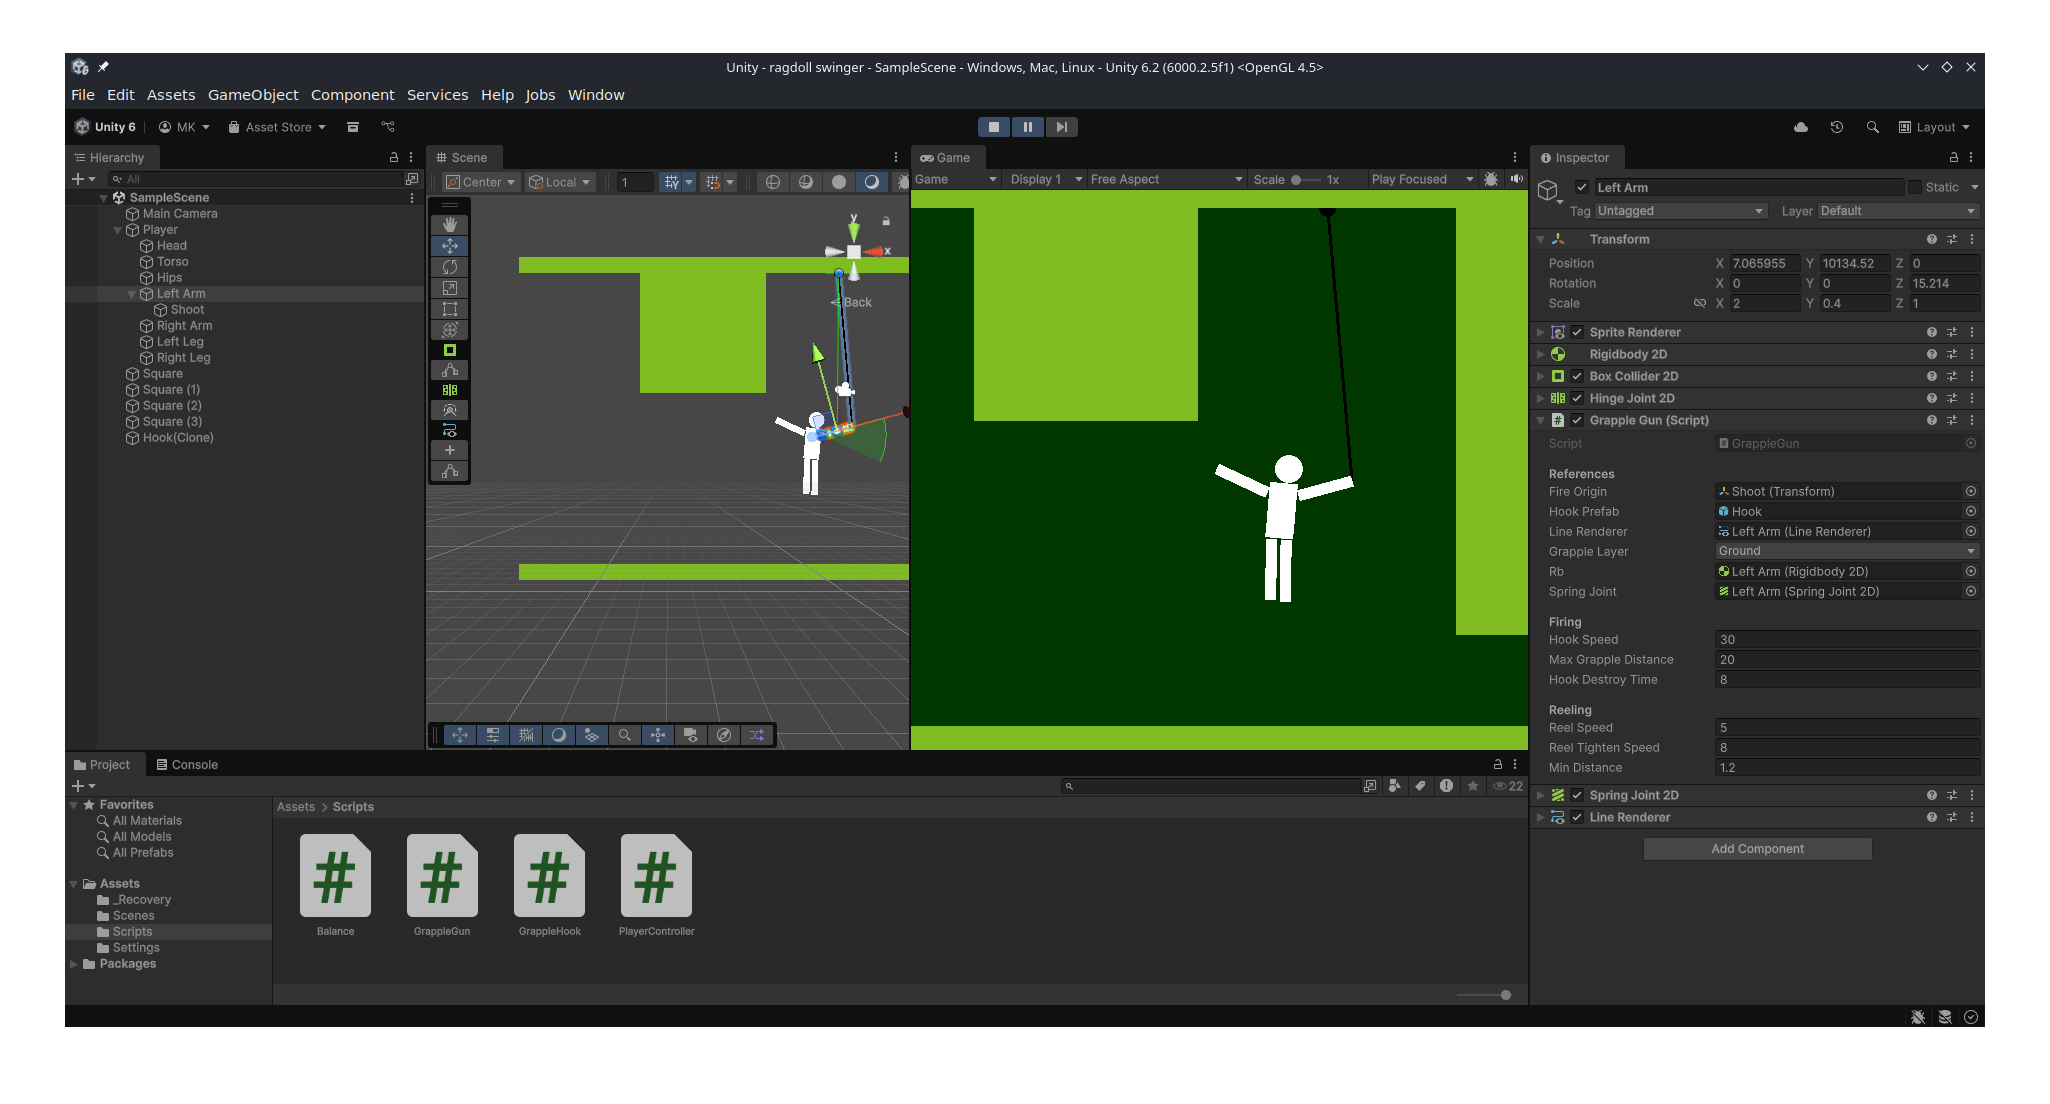 Unity - ragdoll swinger - SampleScene - Windows, Mac, Linux - Unity 6.2 (6000.2.5f1) <OpenGL 4.5>
File Edit Assets GameObject Component Services Help Jobs Window
Unity 6 MK Asset Store Layout
Hierarchy
All
SampleScene
Main Camera
Player
Head
Torso
Hips
Left Arm
Shoot
Right Arm
Left Leg
Right Leg
Square
Square (1)
Square (2)
Square (3)
Hook(Clone)
Scene
Center Local 1
y
x
Back
Game
Game Display 1 Free Aspect Scale 1x Play Focused
Inspector
Left Arm Static
Tag Untagged Layer Default
Transform
Position X 7.065955 Y 10134.52 Z 0
Rotation X 0 Y 0 Z 15.214
Scale X 2 Y 0.4 Z 1
Sprite Renderer
Rigidbody 2D
Box Collider 2D
Hinge Joint 2D
Grapple Gun (Script)
Script GrappleGun
References
Fire Origin Shoot (Transform)
Hook Prefab Hook
Line Renderer Left Arm (Line Renderer)
Grapple Layer Ground
Rb Left Arm (Rigidbody 2D)
Spring Joint Left Arm (Spring Joint 2D)
Firing
Hook Speed 30
Max Grapple Distance 20
Hook Destroy Time 8
Reeling
Reel Speed 5
Reel Tighten Speed 8
Min Distance 1.2
Spring Joint 2D
Line Renderer
Add Component
Project Console
22
Favorites
All Materials
All Models
All Prefabs
Assets
_Recovery
Scenes
Scripts
Settings
Packages
Assets > Scripts
Balance GrappleGun GrappleHook PlayerController